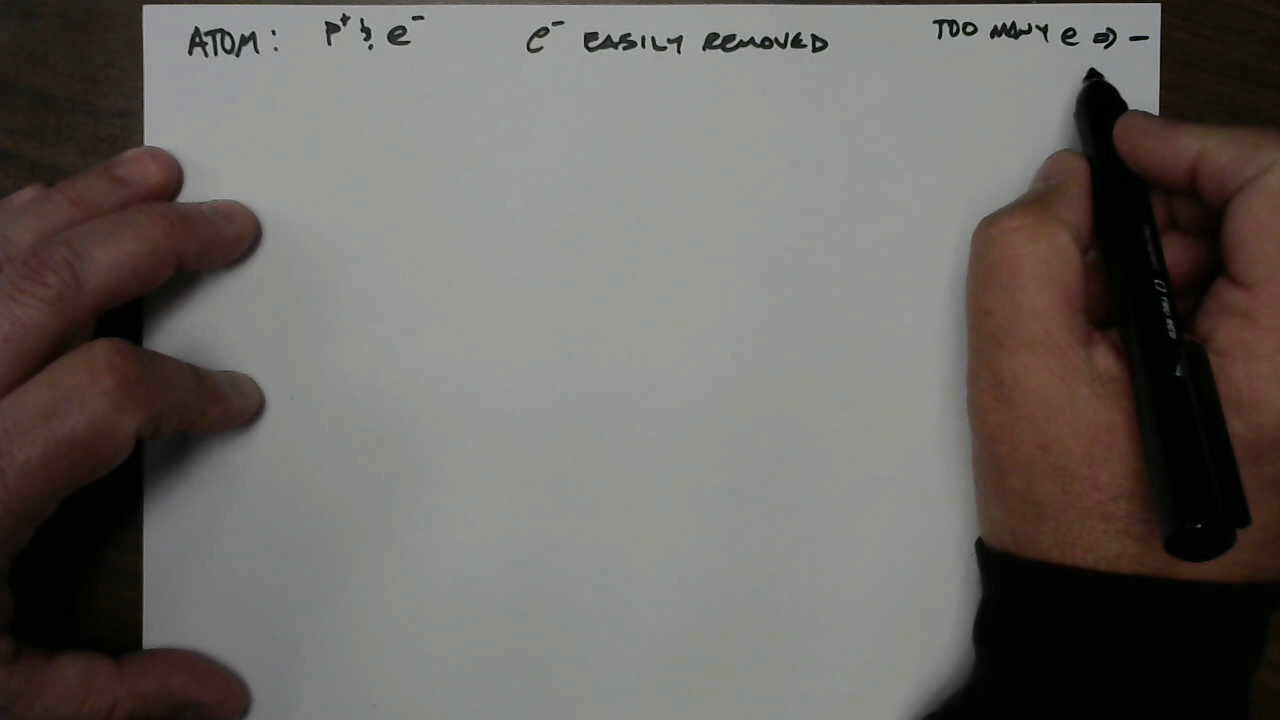 ATOM: p⁺ & e⁻
e⁻ EASILY REMOVED
TOO MANY e ⇒ −